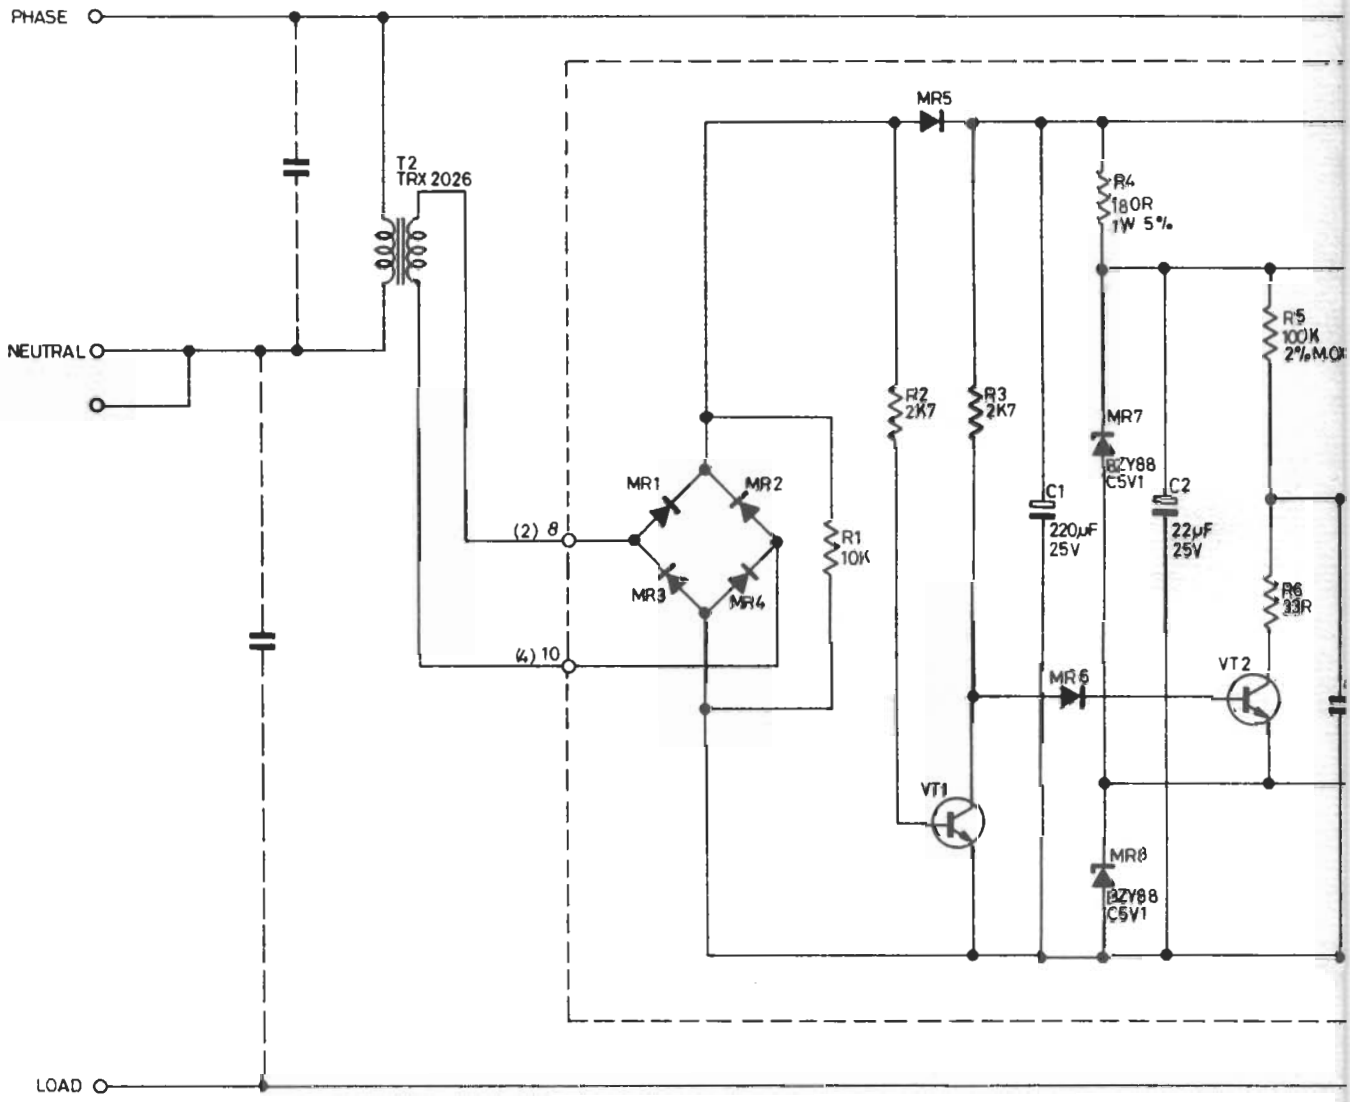 PHASE
MR5
T2
TRX 2026
R4
180R
1W 5%
R5
100K
2% M.OX
NEUTRAL
R2
2K7
R3
2K7
MR7
BZY88
C5V1
MR1
MR2
C1
220µF
25V
C2
22µF
25V
(2) 8
R1
10K
MR3
MR4
R6
33R
(4) 10
MR6
VT2
VT1
MR8
BZY88
C5V1
LOAD